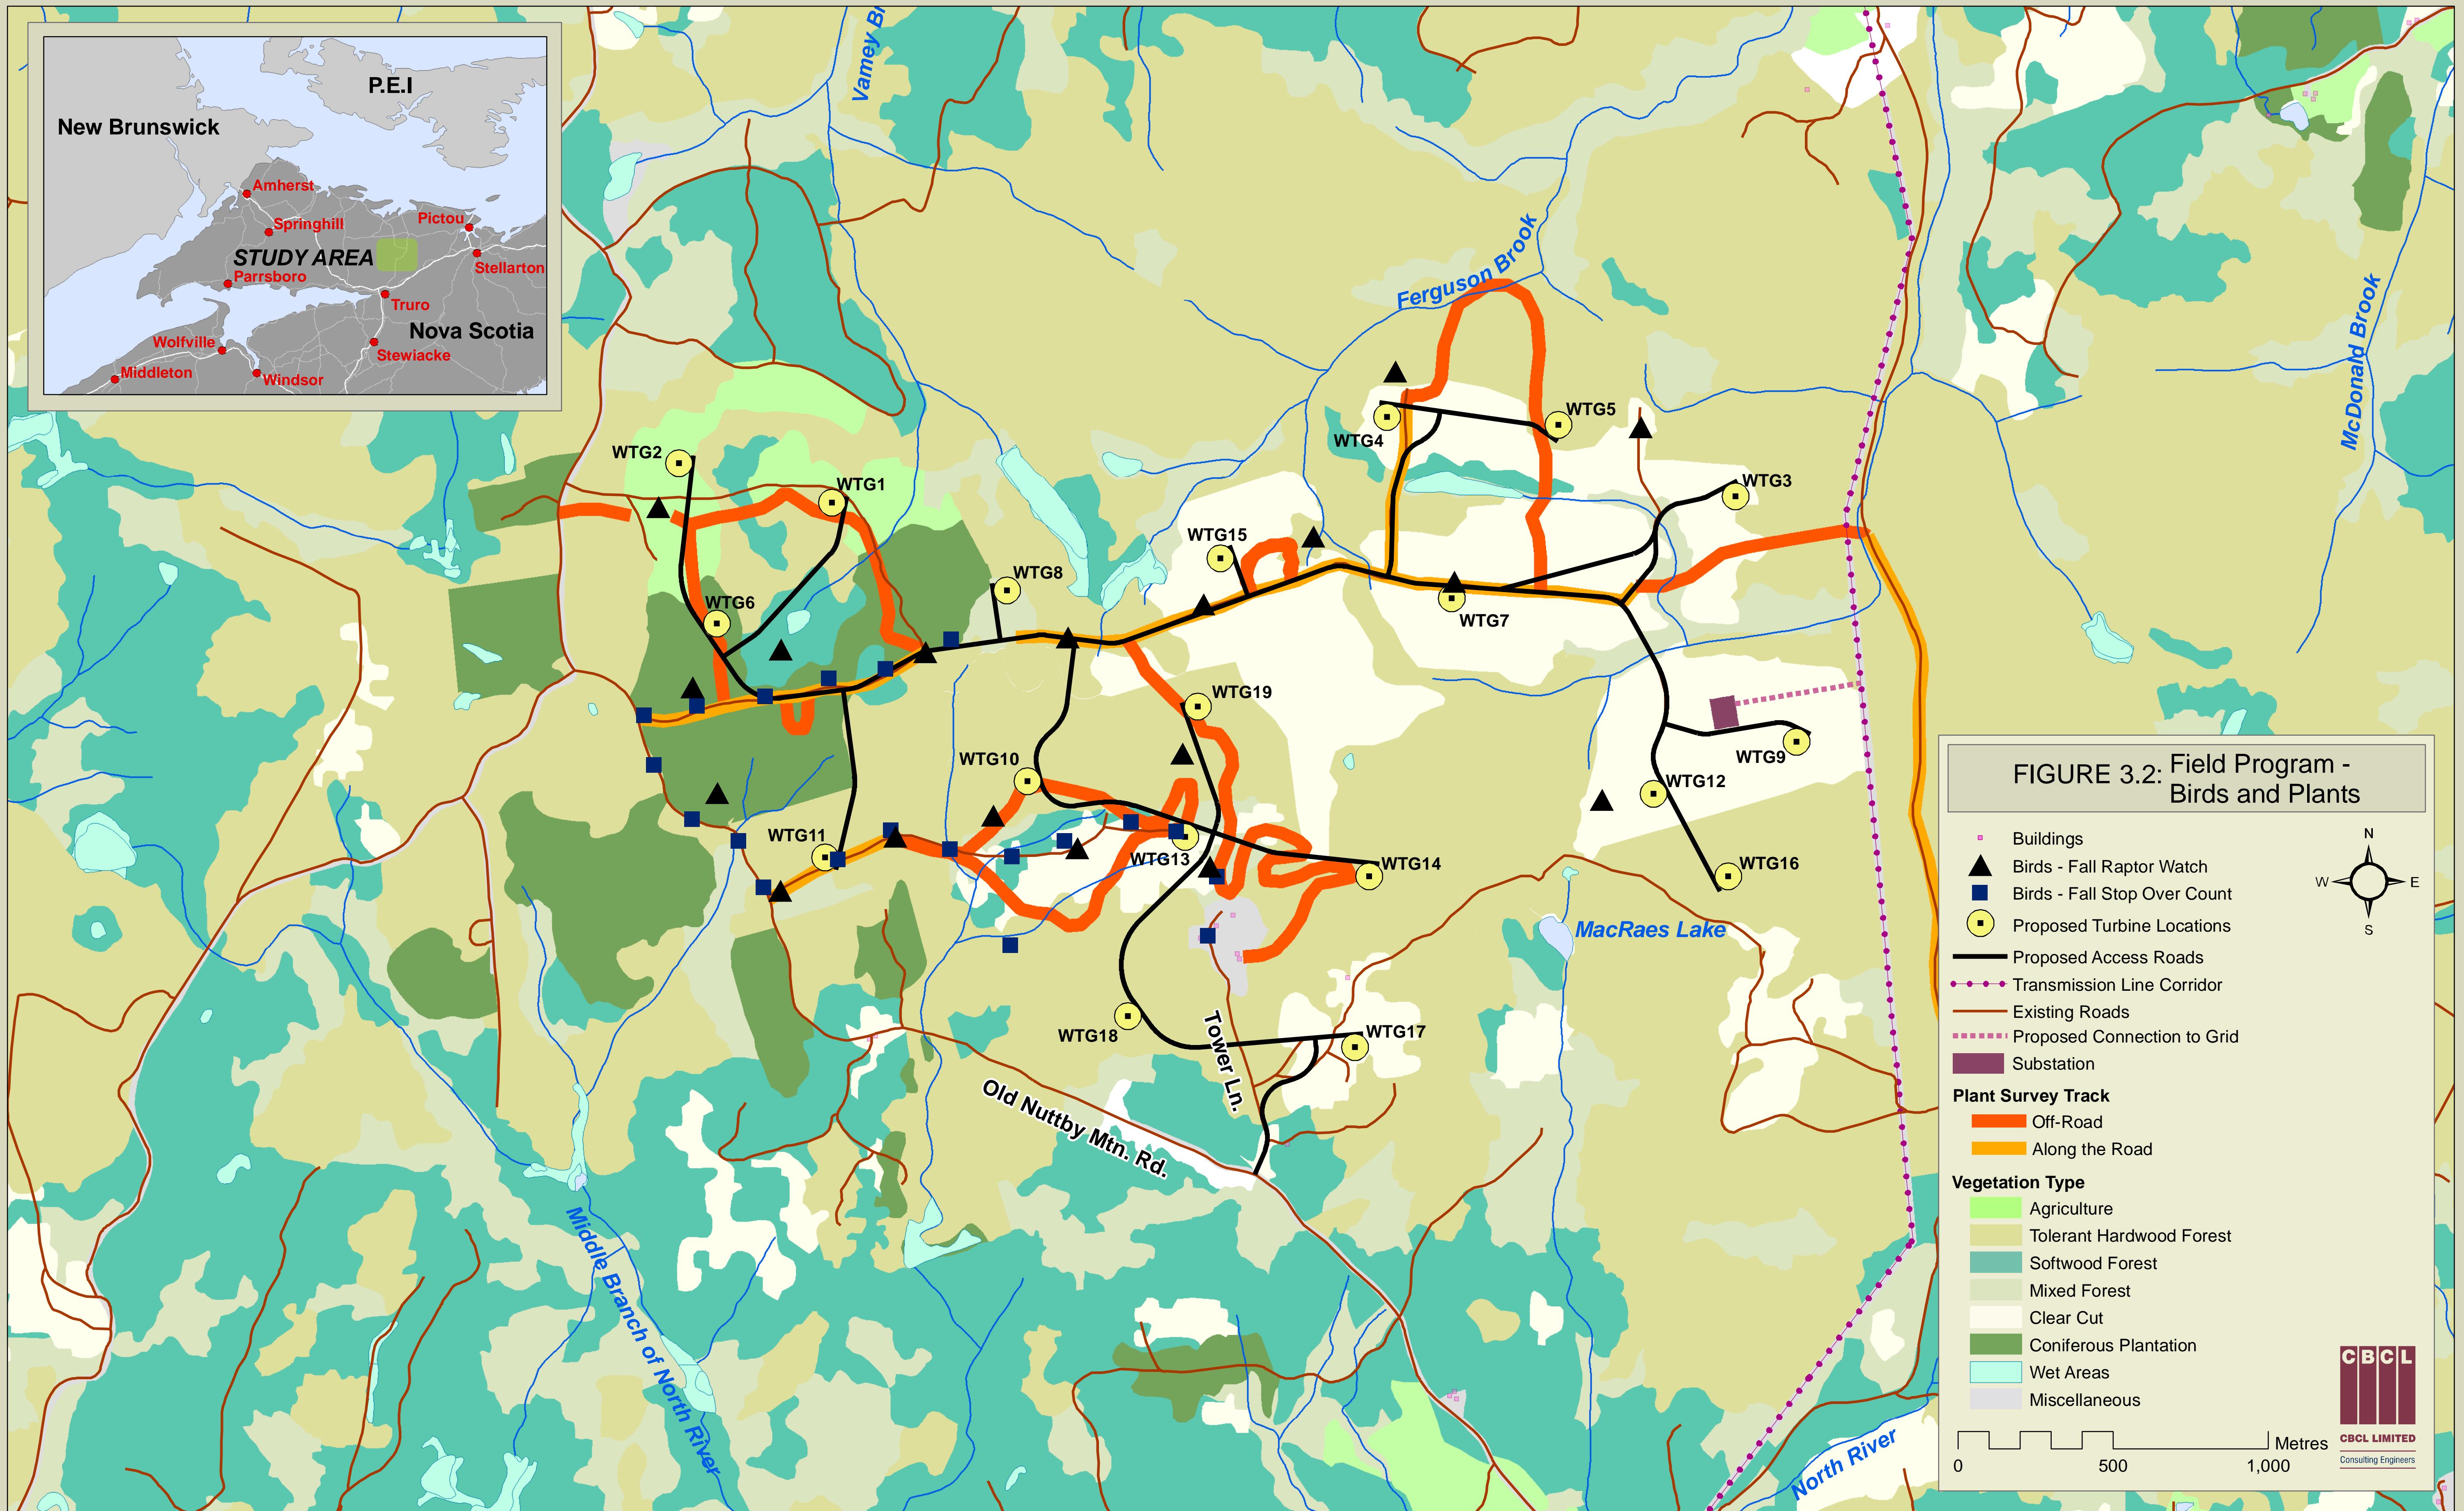 P.E.I
New Brunswick
Amherst
Springhill
Pictou
STUDY AREA
Stellarton
Parrsboro
Truro
Nova Scotia
Wolfville
Stewiacke
Middleton
Windsor
Ferguson Brook
McDonald Brook
WTG2
WTG1
WTG4
WTG5
WTG3
WTG15
WTG8
WTG6
WTG7
WTG19
WTG10
WTG9
WTG12
WTG11
WTG13
WTG14
WTG16
MacRaes Lake
WTG18
WTG17
Tower Ln.
Old Nuttby Mtn. Rd.
Middle Branch of North River
North River
FIGURE 3.2: Field Program -
Birds and Plants
Buildings
Birds - Fall Raptor Watch
Birds - Fall Stop Over Count
Proposed Turbine Locations
Proposed Access Roads
Transmission Line Corridor
Existing Roads
Proposed Connection to Grid
Substation
N
W
E
S
Plant Survey Track
Off-Road
Along the Road
Vegetation Type
Agriculture
Tolerant Hardwood Forest
Softwood Forest
Mixed Forest
Clear Cut
Coniferous Plantation
Wet Areas
Miscellaneous
Metres
0 500 1,000
CBCL
CBCL LIMITED
Consulting Engineers